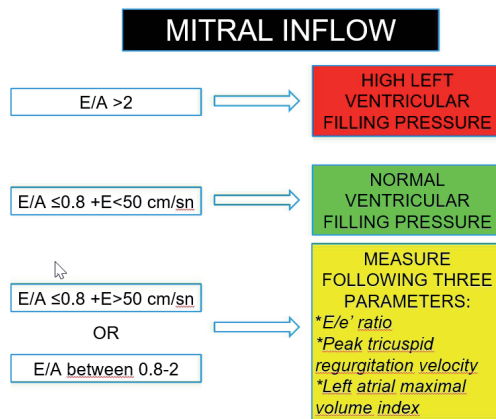 MITRAL INFLOW
E/A >2
HIGH LEFT
VENTRICULAR
FILLING PRESSURE
E/A ≤0.8 +E<50 cm/sn
NORMAL
VENTRICULAR
FILLING PRESSURE
E/A ≤0.8 +E>50 cm/sn
OR
E/A between 0.8-2
MEASURE
FOLLOWING THREE
PARAMETERS:
*E/e' ratio
*Peak tricuspid
regurgitation velocity
*Left atrial maximal
volume index